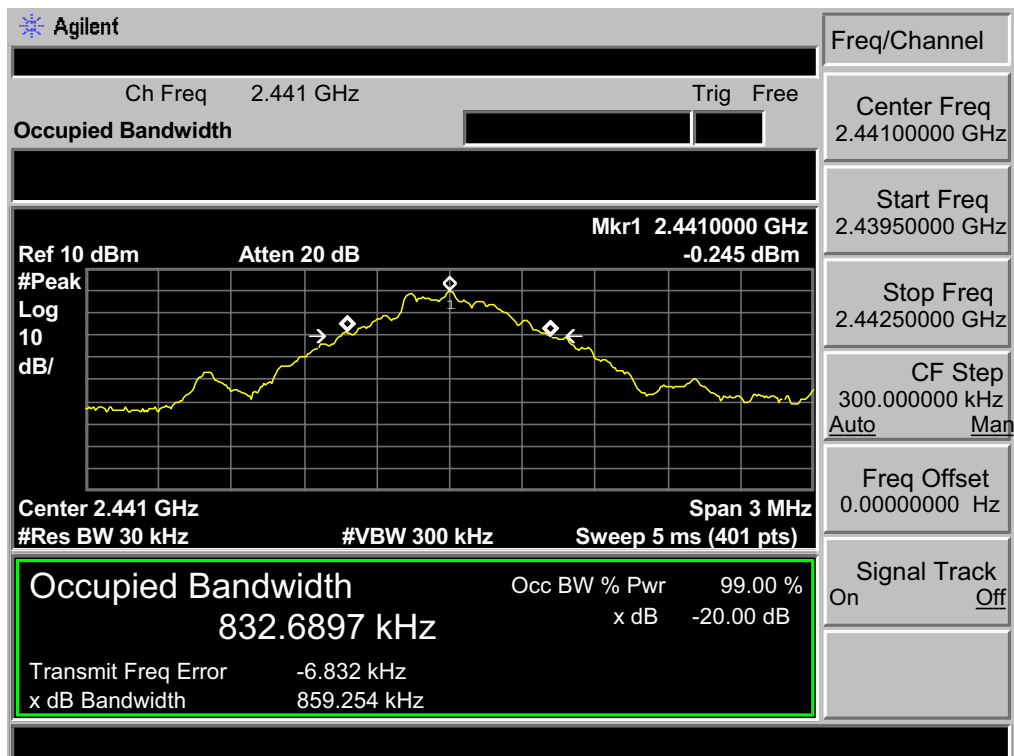 Agilent
Ch Freq 2.441 GHz Trig Free
Occupied Bandwidth
Mkr1 2.4410000 GHz
Ref 10 dBm Atten 20 dB -0.245 dBm
#Peak
Log
10
dB/
1
Center 2.441 GHz Span 3 MHz
#Res BW 30 kHz #VBW 300 kHz Sweep 5 ms (401 pts)
Occupied Bandwidth
832.6897 kHz
Occ BW % Pwr 99.00 %
x dB -20.00 dB
Transmit Freq Error -6.832 kHz
x dB Bandwidth 859.254 kHz
Freq/Channel
Center Freq
2.44100000 GHz
Start Freq
2.43950000 GHz
Stop Freq
2.44250000 GHz
CF Step
300.000000 kHz
Auto Man
Freq Offset
0.00000000 Hz
Signal Track
On Off